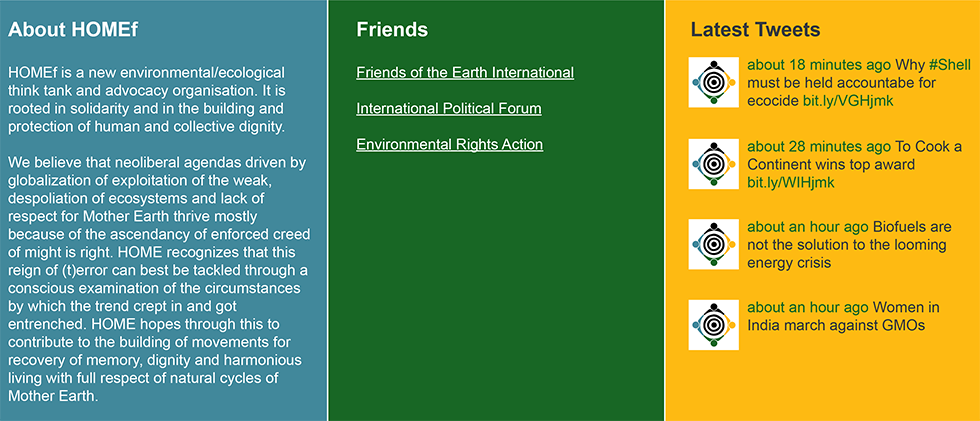 About HOMEf
HOMEf is a new environmental/ecological
think tank and advocacy organisation. It is
rooted in solidarity and in the building and
protection of human and collective dignity.
We believe that neoliberal agendas driven by
globalization of exploitation of the weak,
despoliation of ecosystems and lack of
respect for Mother Earth thrive mostly
because of the ascendancy of enforced creed
of might is right. HOME recognizes that this
reign of (t)error can best be tackled through a
conscious examination of the circumstances
by which the trend crept in and got
entrenched. HOME hopes through this to
contribute to the building of movements for
recovery of memory, dignity and harmonious
living with full respect of natural cycles of
Mother Earth.
Friends
Friends of the Earth International
International Political Forum
Environmental Rights Action
Latest Tweets
about 18 minutes ago Why #Shell
must be held accountabe for
ecocide bit.ly/VGHjmk
about 28 minutes ago To Cook a
Continent wins top award
bit.ly/WIHjmk
about an hour ago Biofuels are
not the solution to the looming
energy crisis
about an hour ago Women in
India march against GMOs